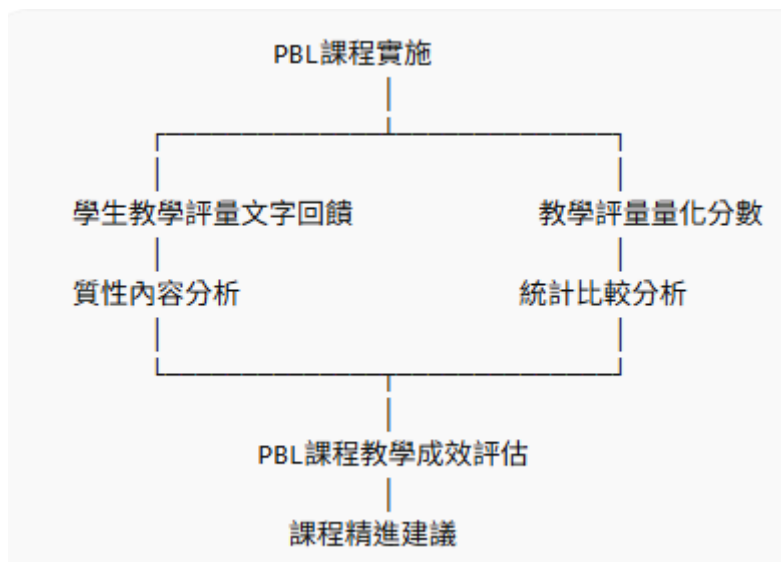 PBL課程實施
學生教學評量文字回饋
教學評量量化分數
質性內容分析
統計比較分析
PBL課程教學成效評估
課程精進建議